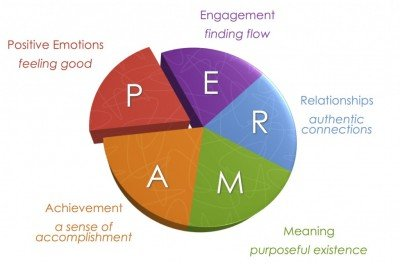 Positive Emotions
feeling good
Engagement
finding flow
Relationships
authentic
connections
Meaning
purposeful existence
Achievement
a sense of
accomplishment
P
E
R
M
A